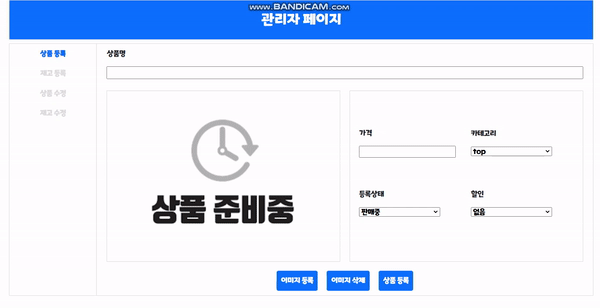 www.BANDICAM.com
관리자 페이지
상품 등록
재고 등록
상품 수정
재고 수정
상품명
상품 준비중
가격
카테고리
top
등록상태
할인
판매중
없음
이미지 등록
이미지 삭제
상품 등록